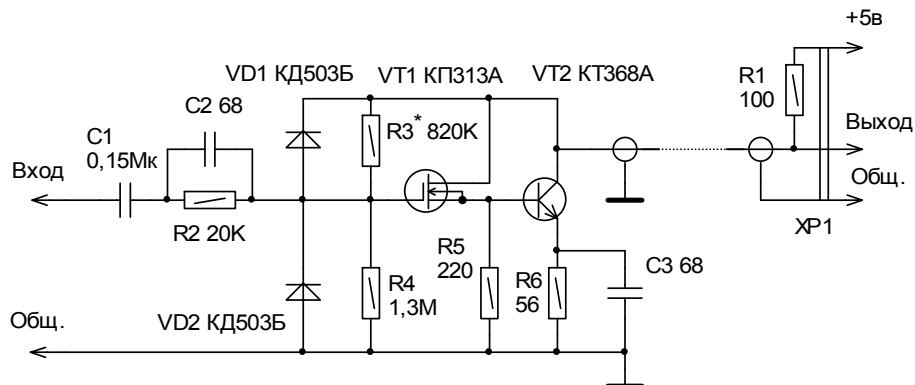 +5в
VD1 КД503Б
VT1 КП313А
VT2 КТ368А
R1
100
C2 68
C1
0,15Мк
R3* 820K
Выход
Вход
Общ.
R2 20K
XP1
R5
220
R4
1,3М
R6
56
C3 68
VD2 КД503Б
Общ.